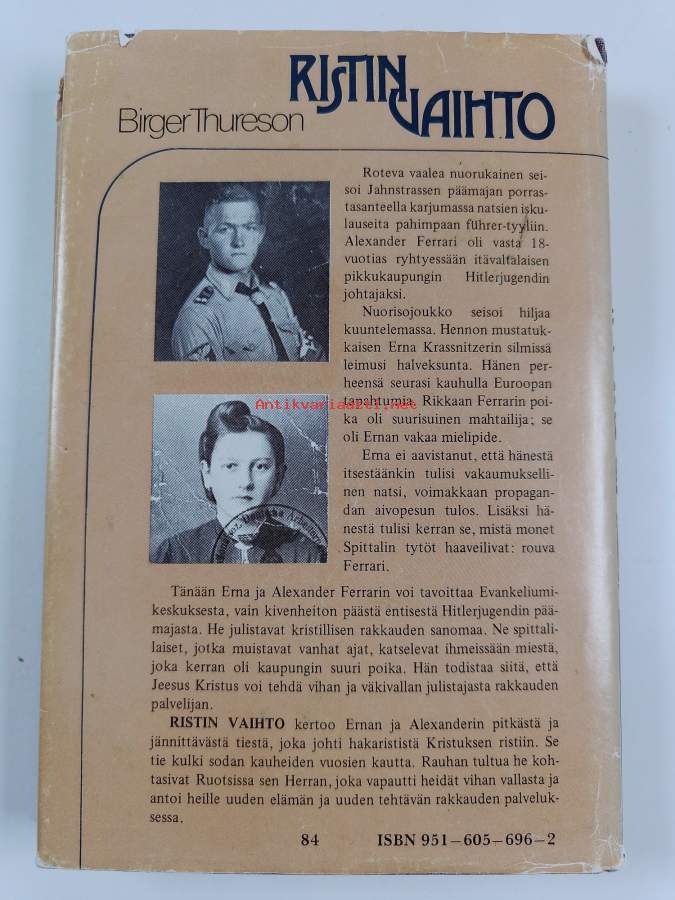 RISTIN
VAIHTO
Birger Thureson
Roteva vaalea nuorukainen sei-
soi Jahnstrassen päämajan porras-
tasanteella karjumassa natsien isku-
lauseita pahimpaan führer-tyyliin.
Alexander Ferrari oli vasta 18-
vuotias ryhtyessään itävaltalaisen
pikkukaupungin Hitlerjugendin
johtajaksi.
Nuorisojoukko seisoi hiljaa
kuuntelemassa. Hennon mustatuk-
kaisen Erna Krassnitzerin silmissä
leimusi halveksunta. Hänen per-
heensä seurasi kauhulla Euroopan
tapahtumia. Rikkaan Ferrarin poi-
ka oli suurisuinen mahtailija; se
oli Ernan vakaa mielipide.
Erna ei aavistanut, että hänestä
itsestäänkin tulisi vakaumukselli-
nen natsi, voimakkaan propagan-
dan aivopesun tulos. Lisäksi hä-
nestä tulisi kerran se, mistä monet
Spittalin tytöt haaveilivat: rouva
Ferrari.
Antikvariaatti.net
Tänään Erna ja Alexander Ferrarin voi tavoittaa Evankeliumi-
keskuksesta, vain kivenheiton päästä entisestä Hitlerjugendin pää-
majasta. He julistavat kristillisen rakkauden sanomaa. Ne spittali-
laiset, jotka muistavat vanhat ajat, katselevat ihmeissään miestä,
joka kerran oli kaupungin suuri poika. Hän todistaa siitä, että
Jeesus Kristus voi tehdä vihan ja väkivallan julistajasta rakkauden
palvelijan.
RISTIN VAIHTO kertoo Ernan ja Alexanderin pitkästä ja
jännittävästä tiestä, joka johti hakarististä Kristuksen ristiin. Se
tie kulki sodan kauheiden vuosien kautta. Rauhan tultua he koh-
tasivat Ruotsissa sen Herran, joka vapautti heidät vihan vallasta ja
antoi heille uuden elämän ja uuden tehtävän rakkauden palveluk-
sessa.
84 ISBN 951–605–696–2